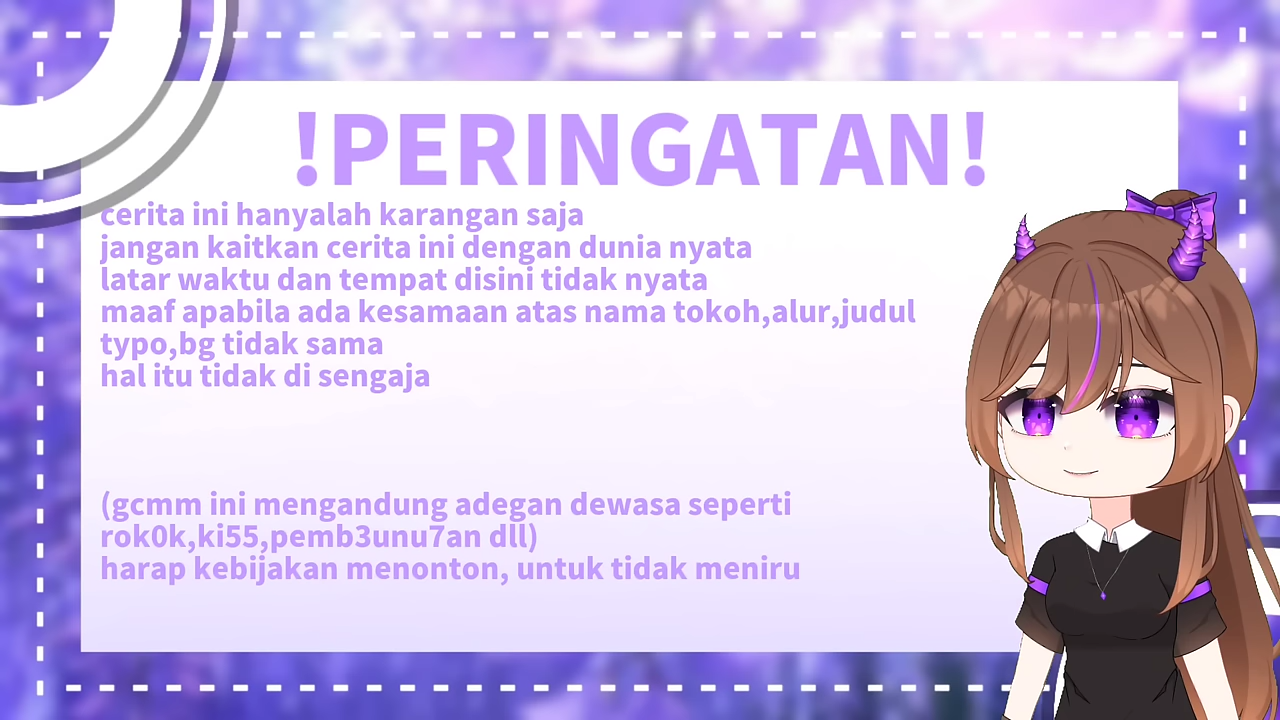 !PERINGATAN!
cerita ini hanyalah karangan saja
jangan kaitkan cerita ini dengan dunia nyata
latar waktu dan tempat disini tidak nyata
maaf apabila ada kesamaan atas nama tokoh,alur,judul
typo,bg tidak sama
hal itu tidak di sengaja
(gcmm ini mengandung adegan dewasa seperti
rok0k,ki55,pemb3unu7an dll)
harap kebijakan menonton, untuk tidak meniru